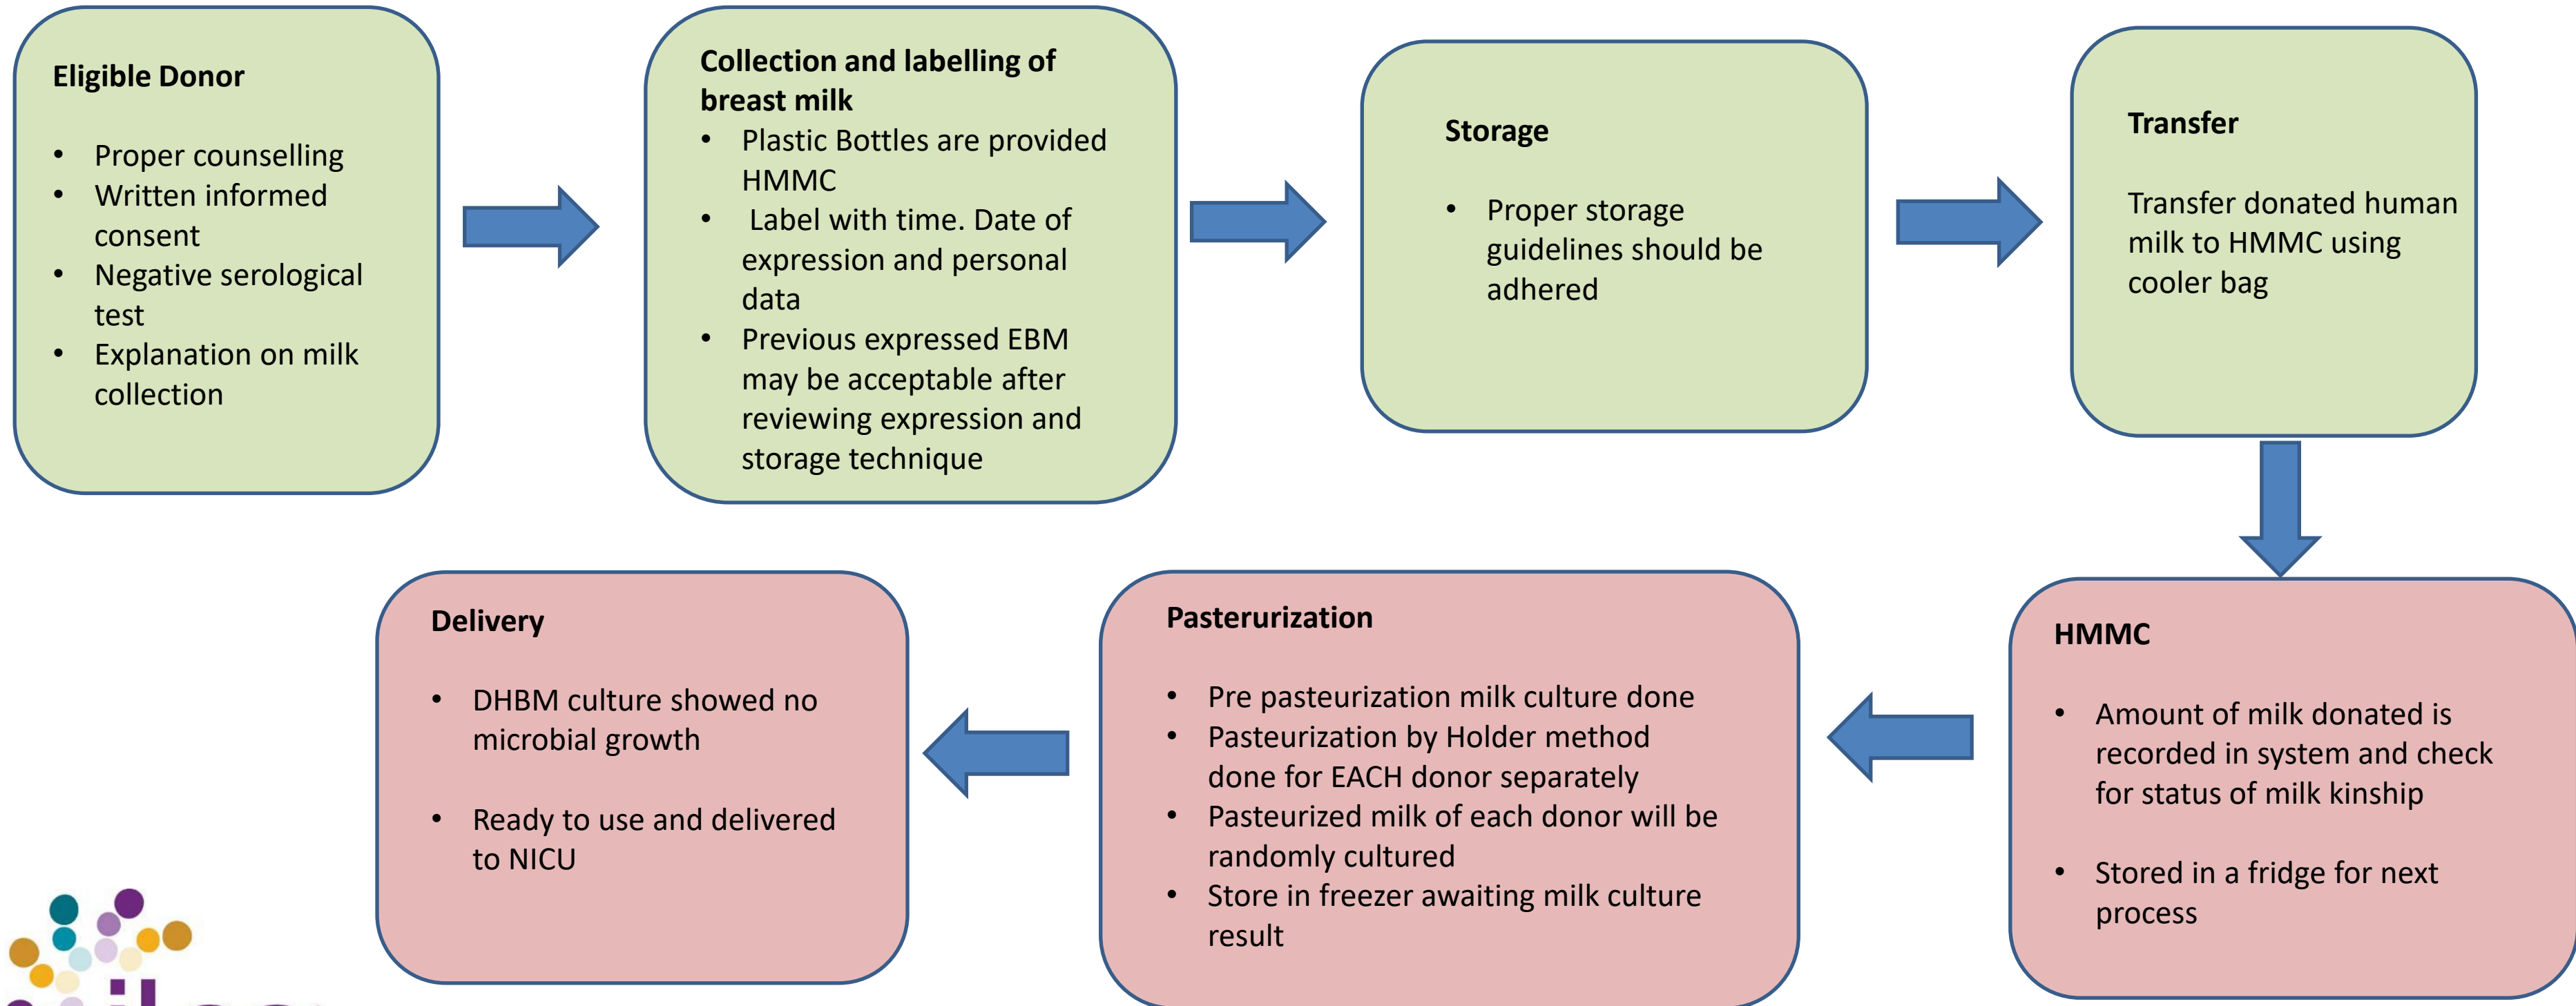 Eligible Donor
• Proper counselling
• Written informed
consent
• Negative serological
test
• Explanation on milk
collection
Collection and labelling of
breast milk
• Plastic Bottles are provided
HMMC
• Label with time. Date of
expression and personal
data
• Previous expressed EBM
may be acceptable after
reviewing expression and
storage technique
Storage
• Proper storage
guidelines should be
adhered
Transfer
Transfer donated human
milk to HMMC using
cooler bag
HMMC
• Amount of milk donated is
recorded in system and check
for status of milk kinship
• Stored in a fridge for next
process
Pasterurization
• Pre pasteurization milk culture done
• Pasteurization by Holder method
done for EACH donor separately
• Pasteurized milk of each donor will be
randomly cultured
• Store in freezer awaiting milk culture
result
Delivery
• DHBM culture showed no
microbial growth
• Ready to use and delivered
to NICU